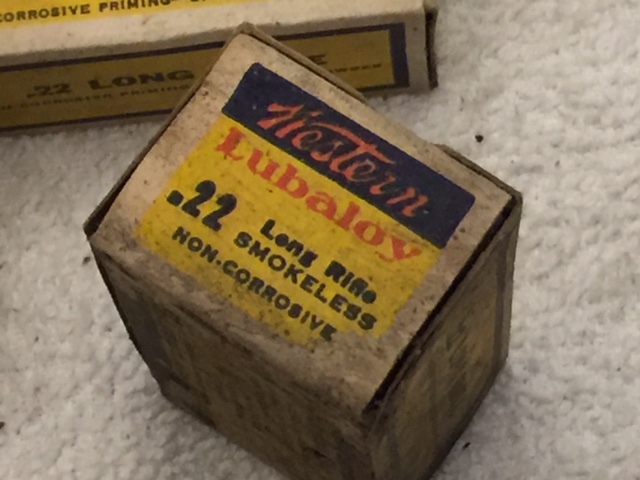 CORROSIVE PRIMING
.22 LONG
Western
Lubaloy
.22 Long Rifle
SMOKELESS
NON-CORROSIVE